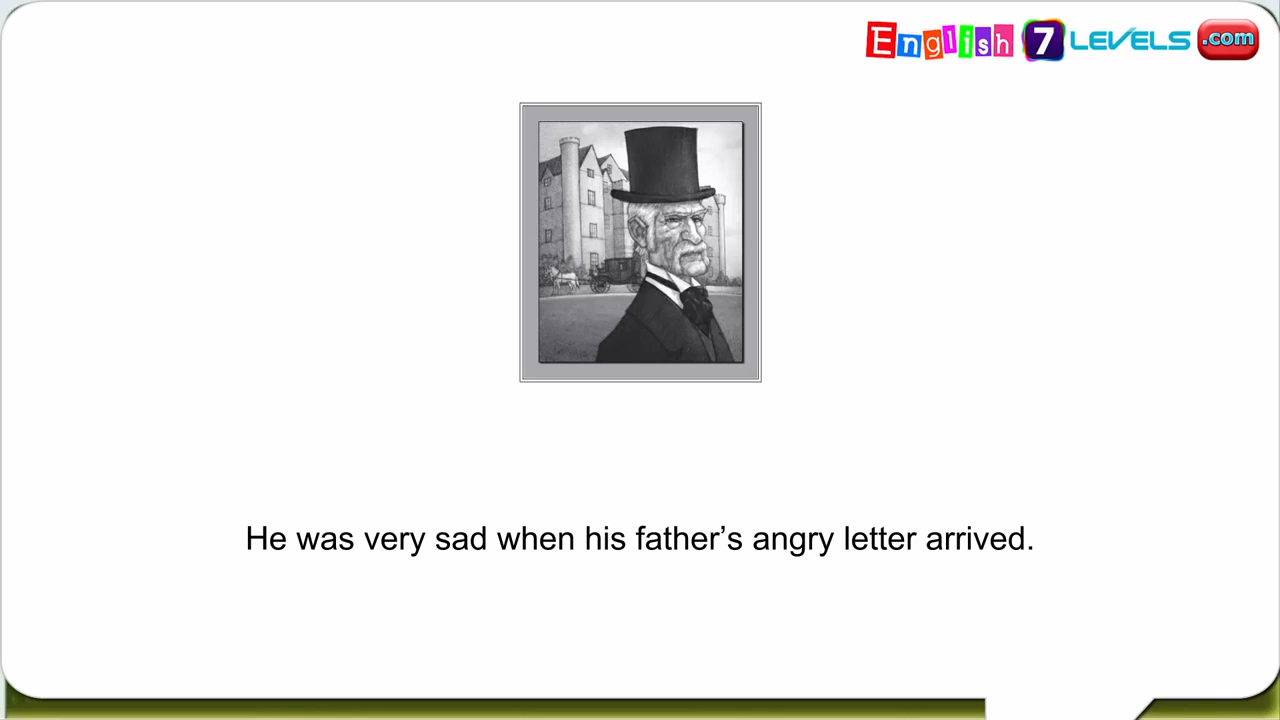 English 7 LEVELS .com
He was very sad when his father’s angry letter arrived.